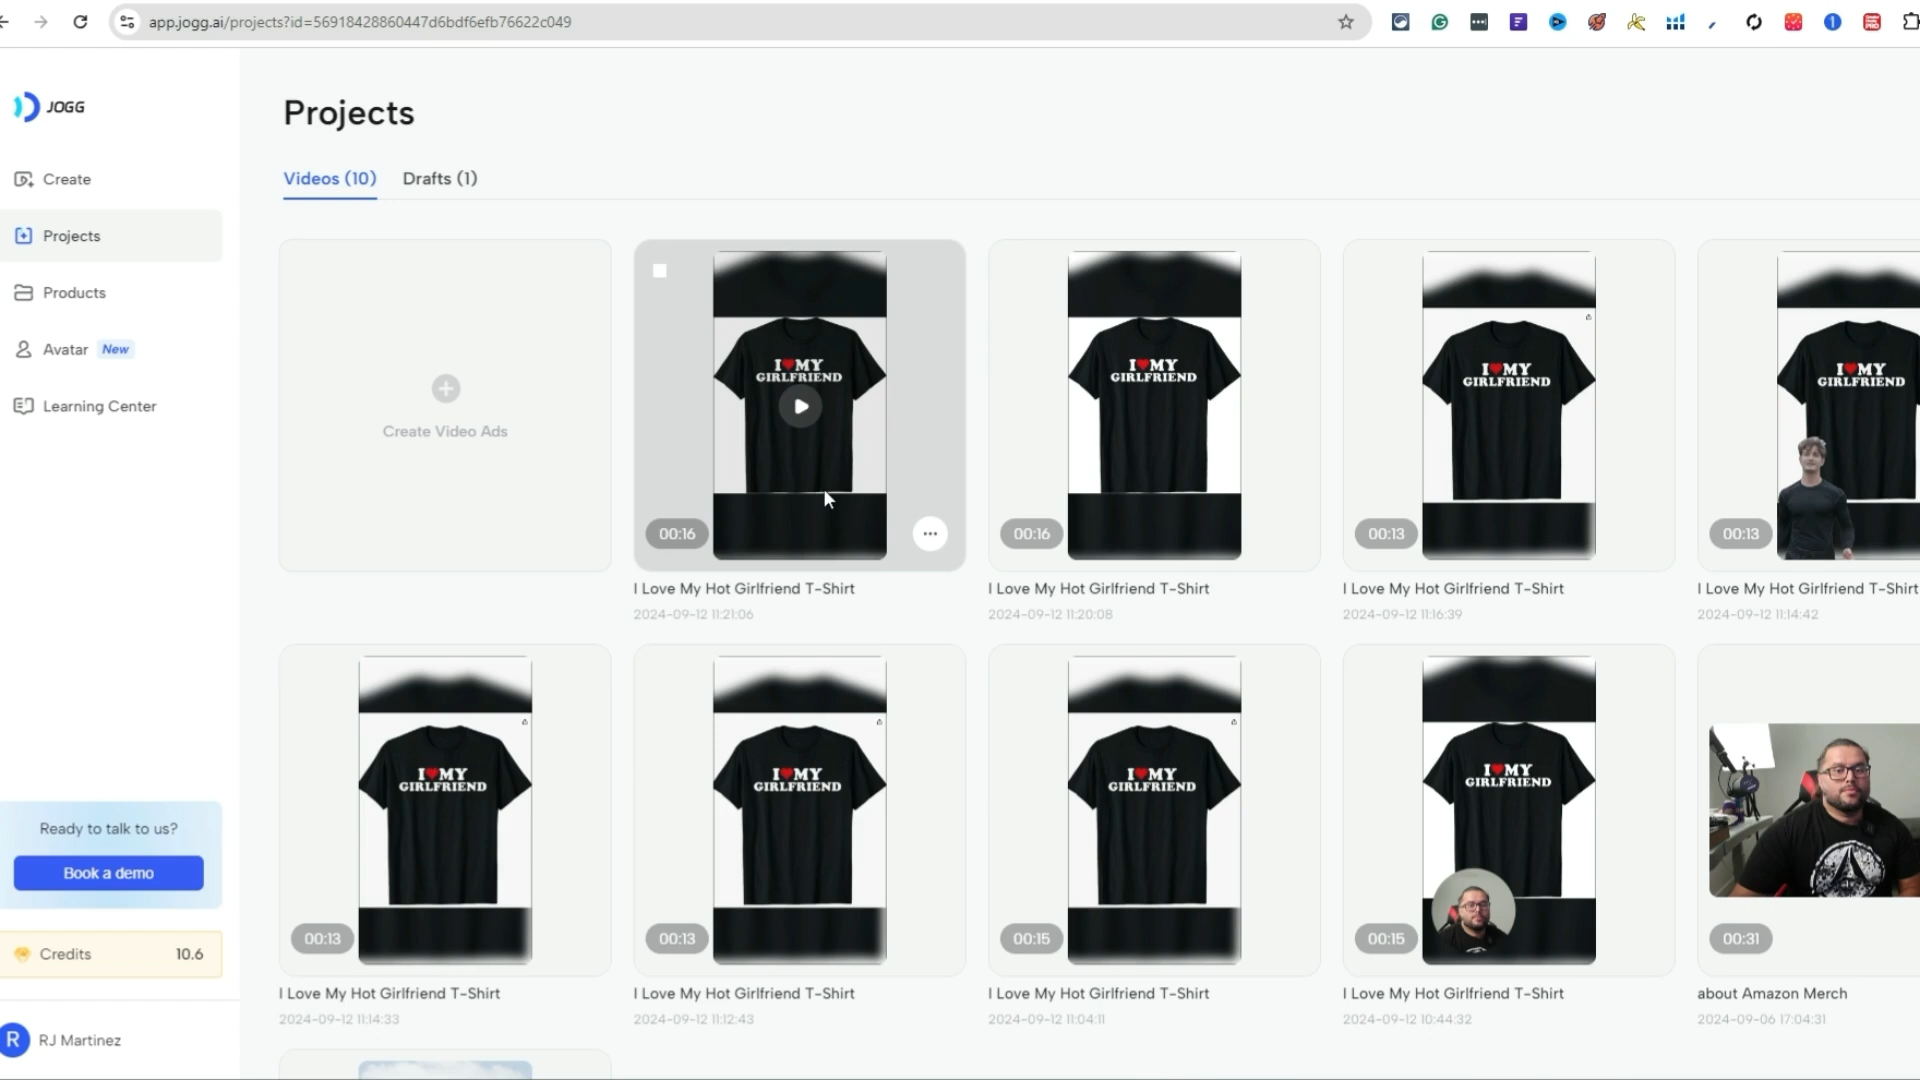 app.jogg.ai/projects?id=56918428860447d6bdf6efb76622c049
JOGG
Projects
Create
Videos (10)
Drafts (1)
Projects
Products
Avatar New
Learning Center
Create Video Ads
I MY
GIRLFRIEND
00:16
I Love My Hot Girlfriend T-Shirt
2024-09-12 11:21:06
I MY
GIRLFRIEND
00:16
I Love My Hot Girlfriend T-Shirt
2024-09-12 11:20:08
I MY
GIRLFRIEND
00:13
I Love My Hot Girlfriend T-Shirt
2024-09-12 11:16:39
I MY
GIRLFRIEND
00:13
I Love My Hot Girlfriend T-Shirt
2024-09-12 11:14:42
I MY
GIRLFRIEND
00:13
I Love My Hot Girlfriend T-Shirt
2024-09-12 11:14:33
I MY
GIRLFRIEND
00:13
I Love My Hot Girlfriend T-Shirt
2024-09-12 11:12:43
I MY
GIRLFRIEND
00:15
I Love My Hot Girlfriend T-Shirt
2024-09-12 11:04:11
I MY
GIRLFRIEND
00:15
I Love My Hot Girlfriend T-Shirt
2024-09-12 10:44:32
00:31
about Amazon Merch
2024-09-06 17:04:31
Ready to talk to us?
Book a demo
Credits 10.6
R RJ Martinez